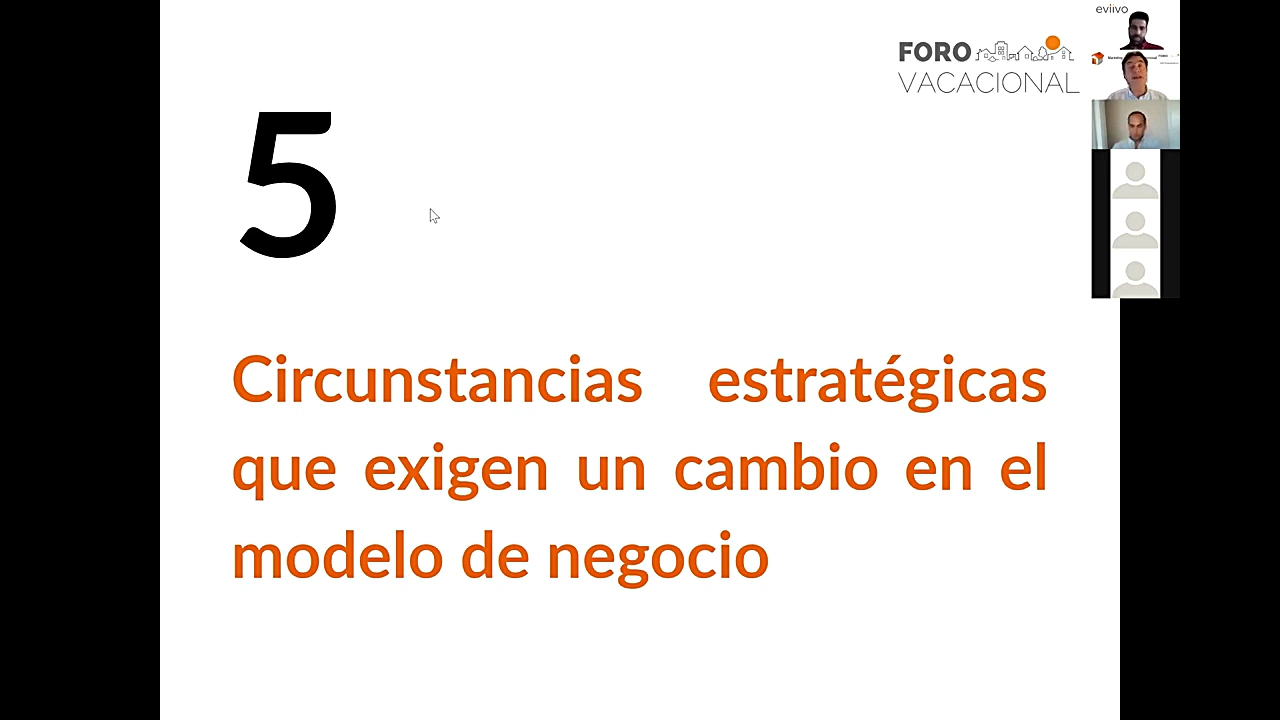 eviivo
FORO
VACACIONAL
5
Circunstancias estratégicas
que exigen un cambio en el
modelo de negocio